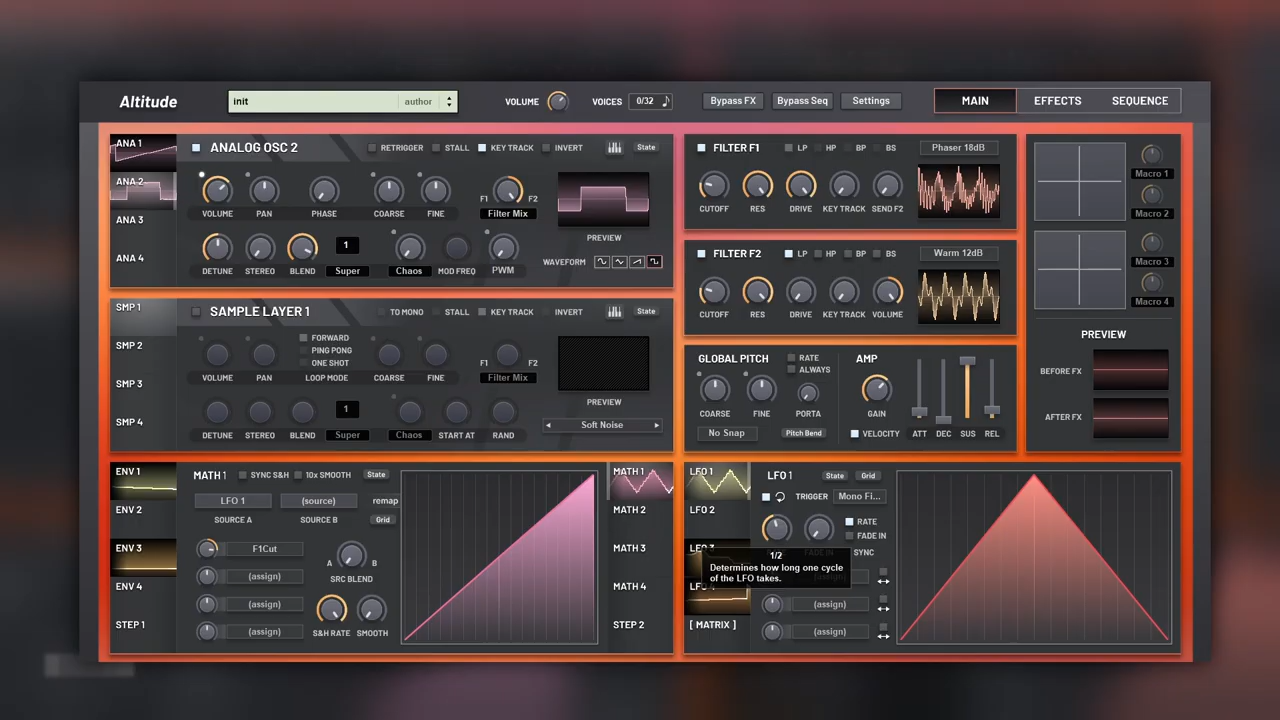 Altitude
init
author
VOLUME
VOICES
0/32
Bypass FX
Bypass Seq
Settings
MAIN
EFFECTS
SEQUENCE
ANA 1
ANA 2
ANA 3
ANA 4
ANALOG OSC 2
RETRIGGER
STALL
KEY TRACK
INVERT
State
VOLUME
PAN
PHASE
COARSE
FINE
F1
F2
Filter Mix
DETUNE
STEREO
BLEND
1
Super
Chaos
MOD FREQ
PWM
PREVIEW
WAVEFORM
SMP 1
SMP 2
SMP 3
SMP 4
SAMPLE LAYER 1
TO MONO
STALL
KEY TRACK
INVERT
State
VOLUME
PAN
FORWARD
PING PONG
ONE SHOT
LOOP MODE
COARSE
FINE
F1
F2
Filter Mix
DETUNE
STEREO
BLEND
1
Super
Chaos
START AT
RAND
PREVIEW
Soft Noise
FILTER F1
LP
HP
BP
BS
Phaser 18dB
CUTOFF
RES
DRIVE
KEY TRACK
SEND F2
FILTER F2
LP
HP
BP
BS
Warm 12dB
CUTOFF
RES
DRIVE
KEY TRACK
VOLUME
GLOBAL PITCH
RATE
ALWAYS
COARSE
FINE
PORTA
No Snap
Pitch Bend
AMP
GAIN
VELOCITY
ATT
DEC
SUS
REL
Macro 1
Macro 2
Macro 3
Macro 4
PREVIEW
BEFORE FX
AFTER FX
ENV 1
ENV 2
ENV 3
ENV 4
STEP 1
MATH 1
SYNC S&H
10x SMOOTH
State
LFO 1
(source)
remap
SOURCE A
SOURCE B
Grid
F1Cut
(assign)
(assign)
(assign)
A
B
SRC BLEND
S&H RATE
SMOOTH
MATH 1
MATH 2
MATH 3
MATH 4
STEP 2
LFO 1
LFO 2
LFO 3
LFO 4
[ MATRIX ]
LFO 1
State
Grid
TRIGGER
Mono Fi...
RATE
FADE IN
SYNC
1/2
Determines how long one cycle
of the LFO takes.
(assign)
(assign)